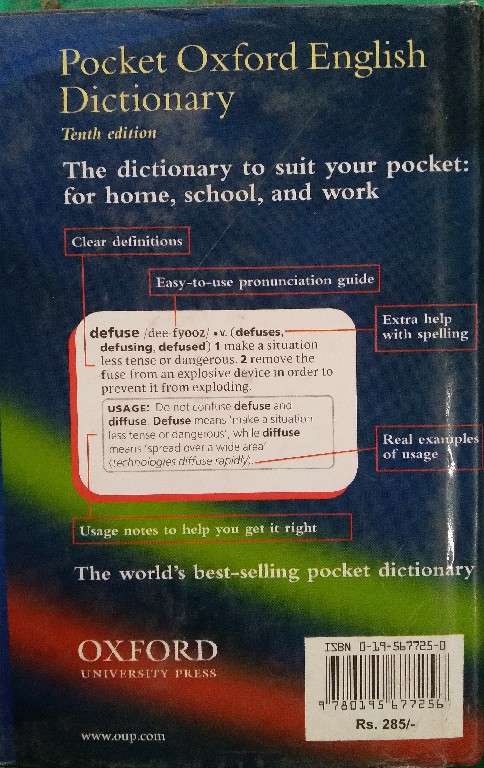 Pocket Oxford English
Dictionary
Tenth edition
The dictionary to suit your pocket:
for home, school, and work
Clear definitions
Easy-to-use pronunciation guide
Extra help
with spelling
defuse /dee-fyooz/ • v. (defuses,
defusing, defused) 1 make a situation
less tense or dangerous. 2 remove the
fuse from an explosive device in order to
prevent it from exploding.
USAGE: Do not confuse defuse and
diffuse. Defuse means 'make a situation
less tense or dangerous', while diffuse
means 'spread over a wide area'
(technologies diffuse rapidly).
Real examples
of usage
Usage notes to help you get it right
The world's best-selling pocket dictionary
OXFORD
UNIVERSITY PRESS
www.oup.com
ISBN 0-19-567725-0
9 780195 677256
Rs. 285/-